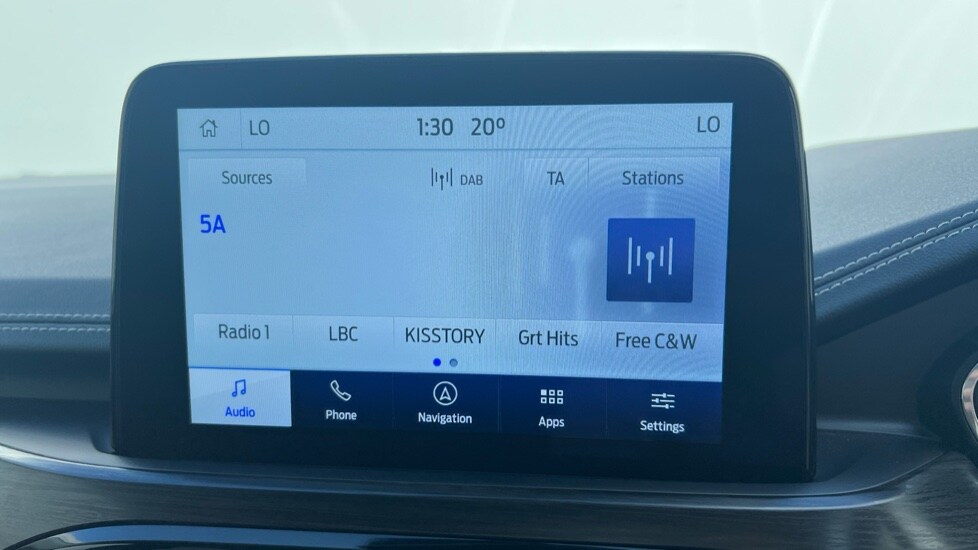 LO 1:30 20° LO
Sources DAB TA Stations
5A
Radio 1 LBC KISSTORY Grt Hits Free C&W
Audio Phone Navigation Apps Settings